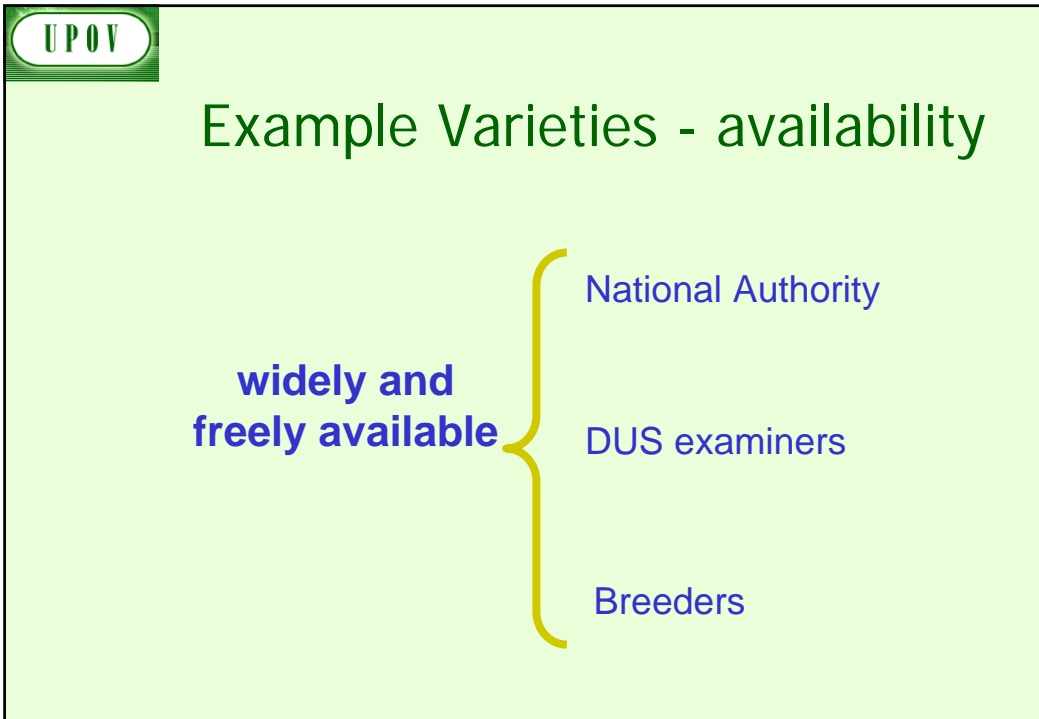 UPOV
Example Varieties - availability
widely and
freely available
National Authority
DUS examiners
Breeders